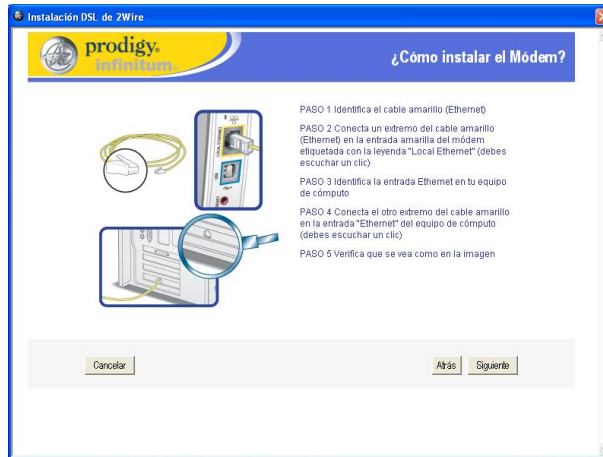 Instalación DSL de 2Wire
prodigy.
infinitum.
¿Cómo instalar el Módem?
PASO 1 Identifica el cable amarillo (Ethernet)
PASO 2 Conecta un extremo del cable amarillo
(Ethernet) en la entrada amarilla del módem
etiquetada con la leyenda "Local Ethernet" (debes
escuchar un clic)
PASO 3 Identifica la entrada Ethernet en tu equipo
de cómputo
PASO 4 Conecta el otro extremo del cable amarillo
en la entrada "Ethernet" del equipo de cómputo
(debes escuchar un clic)
PASO 5 Verifica que se vea como en la imagen
LOCAL ETHERNET
USB
Cancelar
Atrás
Siguiente